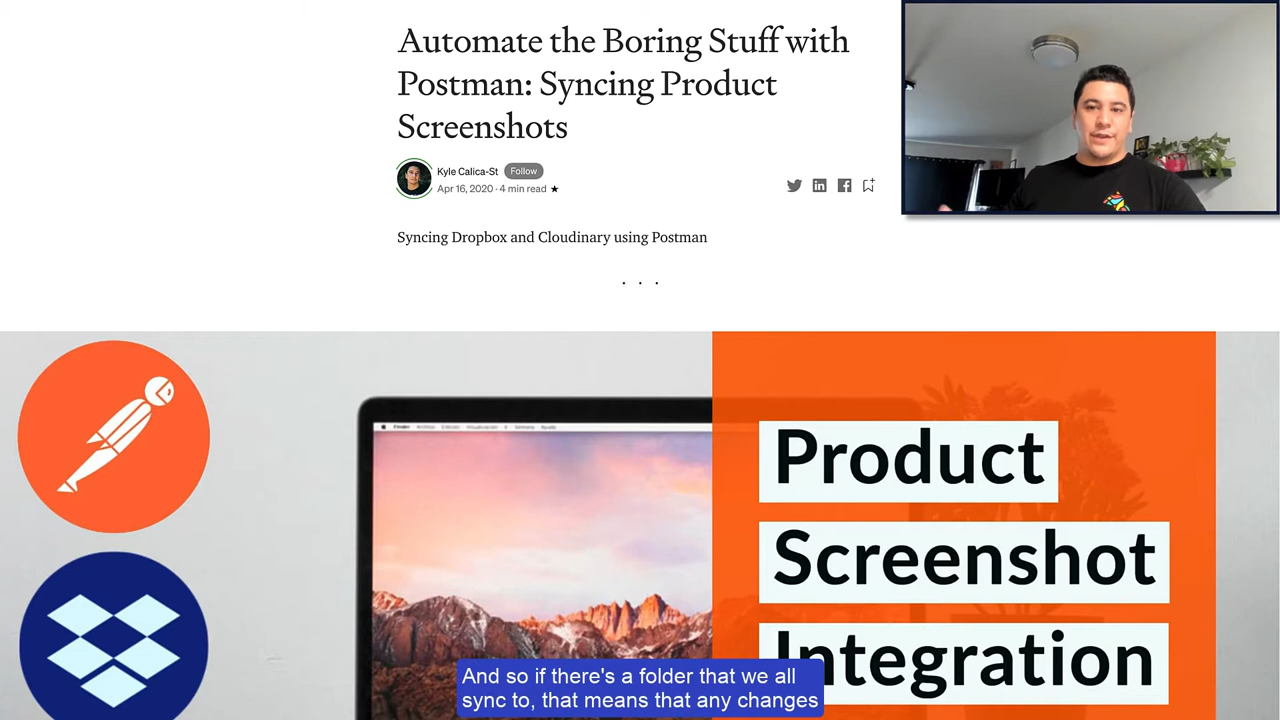 Automate the Boring Stuff with
Postman: Syncing Product
Screenshots
Kyle Calica-St Follow
Apr 16, 2020 · 4 min read ★
Syncing Dropbox and Cloudinary using Postman
. . .
Finder
Product
Screenshot
Integration
And so if there's a folder that we all
sync to, that means that any changes